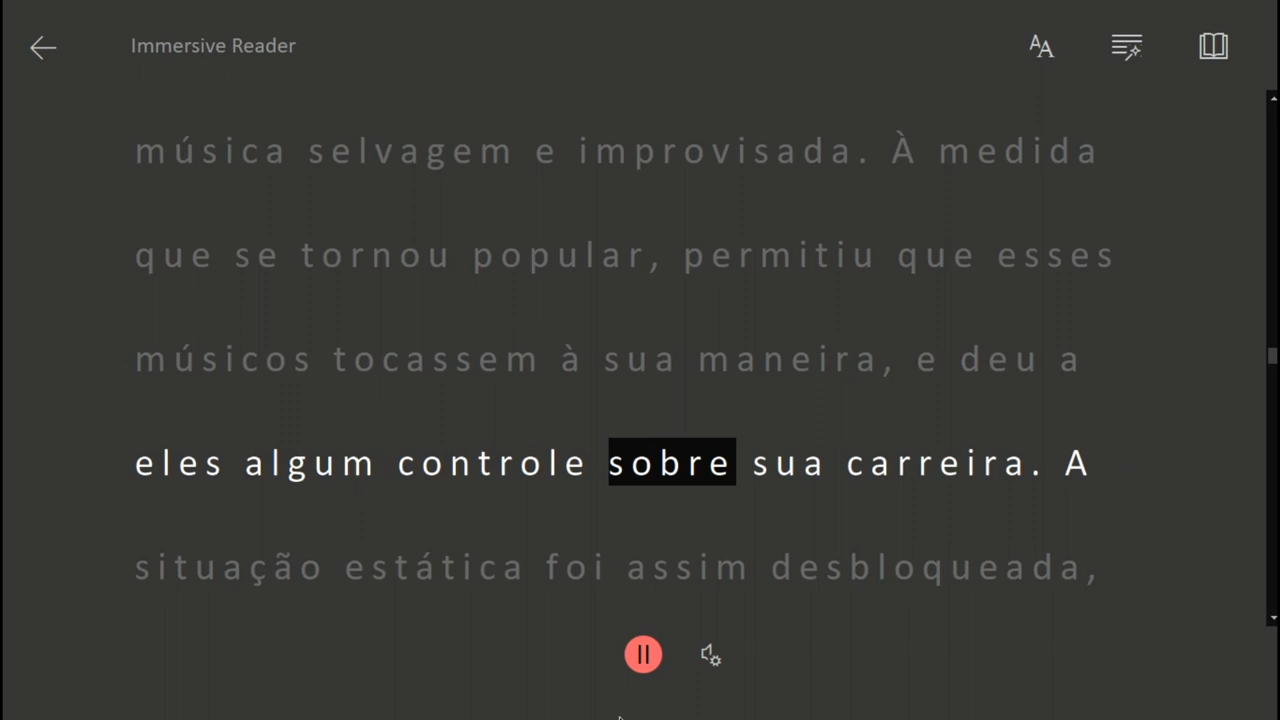 Immersive Reader
música selvagem e improvisada. À medida
que se tornou popular, permitiu que esses
músicos tocassem à sua maneira, e deu a
eles algum controle sobre sua carreira. A
situação estática foi assim desbloqueada,